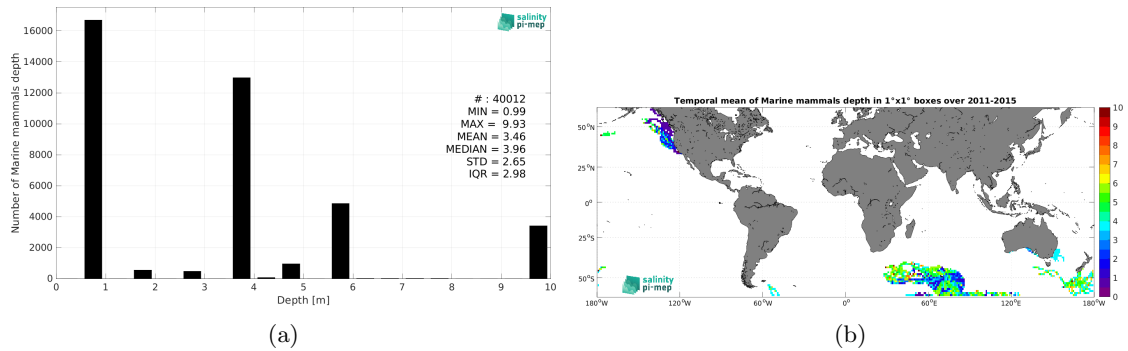 16000
14000
12000
10000
8000
6000
4000
2000
0
Number of Marine mammals depth
salinity
pi-mep
# : 40012
MIN = 0.99
MAX = 9.93
MEAN = 3.46
MEDIAN = 3.96
STD = 2.65
IQR = 2.98
1 2 3 4 5 6 7 8 9 10
Depth [m]
(a)
Temporal mean of Marine mammals depth in 1°x1° boxes over 2011-2015
50°N
25°N
0°
25°S
50°S
salinity
pi-mep
180°W 120°W 60°W 0° 60°E 120°E 180°W
10
9
8
7
6
5
4
3
2
1
0
(b)